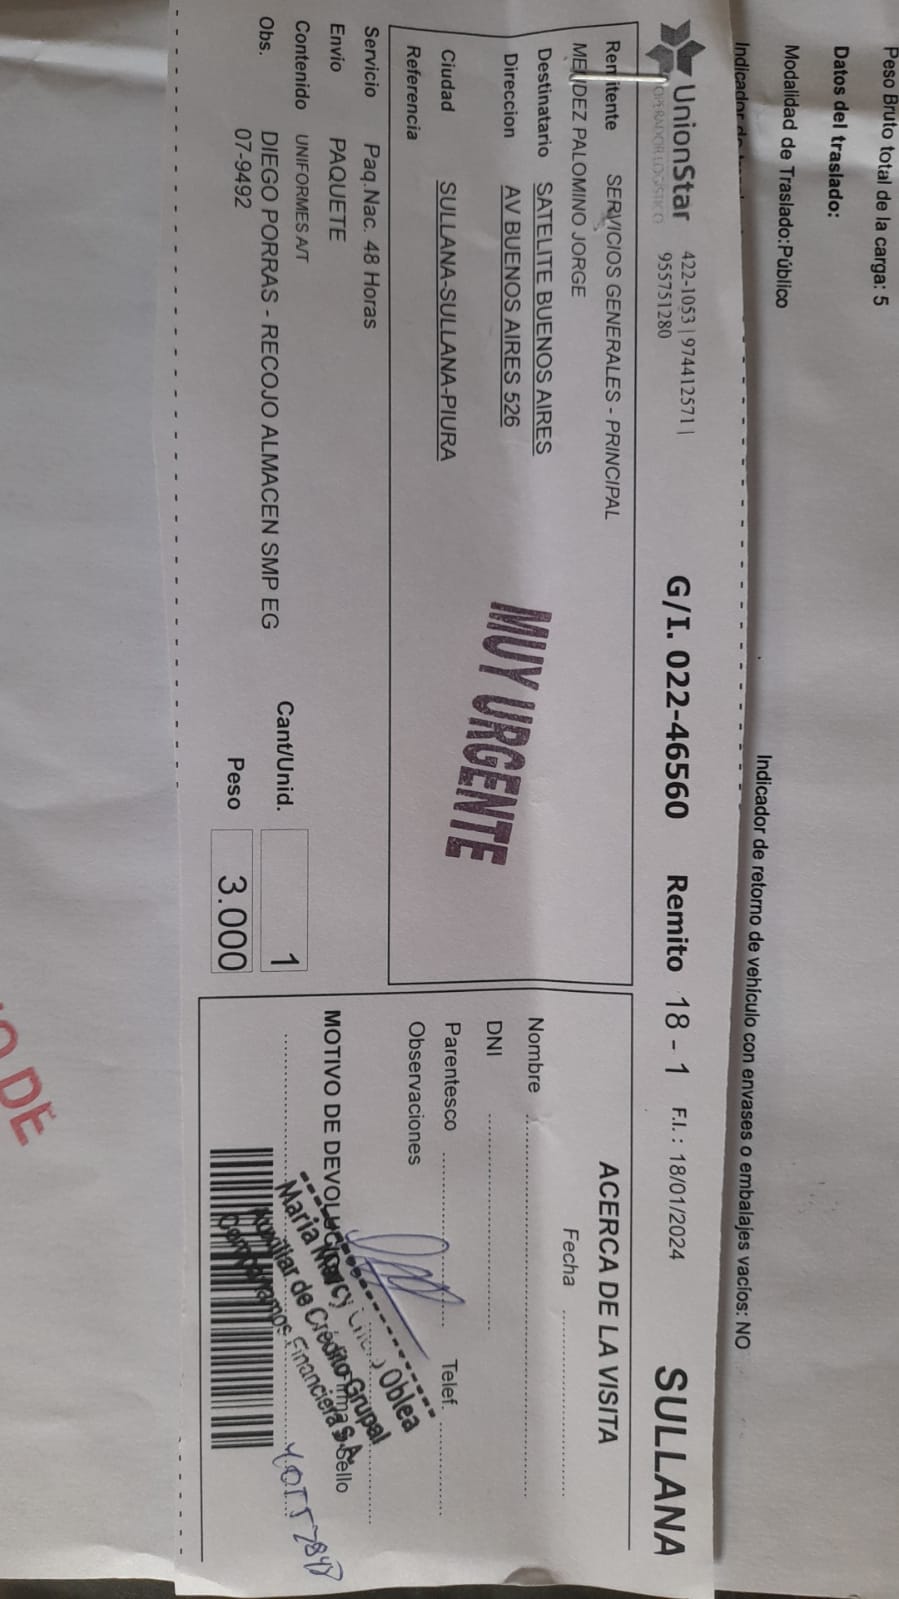 Peso Bruto total de la carga: 5
Datos del traslado:
Modalidad de Traslado:Público
Indicador de retorno de vehículo con envases o embalajes vacíos: NO
UnionStar
OPERADOR LOGÍSTICO
422-1053 | 974412571 |
955751280
G/I. 022-46560 Remito 18 - 1 F.I. : 18/01/2024 SULLANA
Remitente SERVICIOS GENERALES - PRINCIPAL
MENDEZ PALOMINO JORGE
Destinatario SATELITE BUENOS AIRES
Direccion AV BUENOS AIRES 526
Ciudad SULLANA-SULLANA-PIURA
Referencia
MUY URGENTE
Servicio Paq.Nac. 48 Horas
Envio PAQUETE
Contenido UNIFORMES A/T
Obs. DIEGO PORRAS - RECOJO ALMACEN SMP EG
07-9492
Cant/Unid. 1
Peso 3.000
ACERCA DE LA VISITA
Fecha
Nombre
DNI
Parentesco Telef.
Observaciones
MOTIVO DE DEVOLUCION
Firma Sello
Maria Oblea
Auxiliar de Crédito Grupal
Compartamos Financiera S.A.
DE